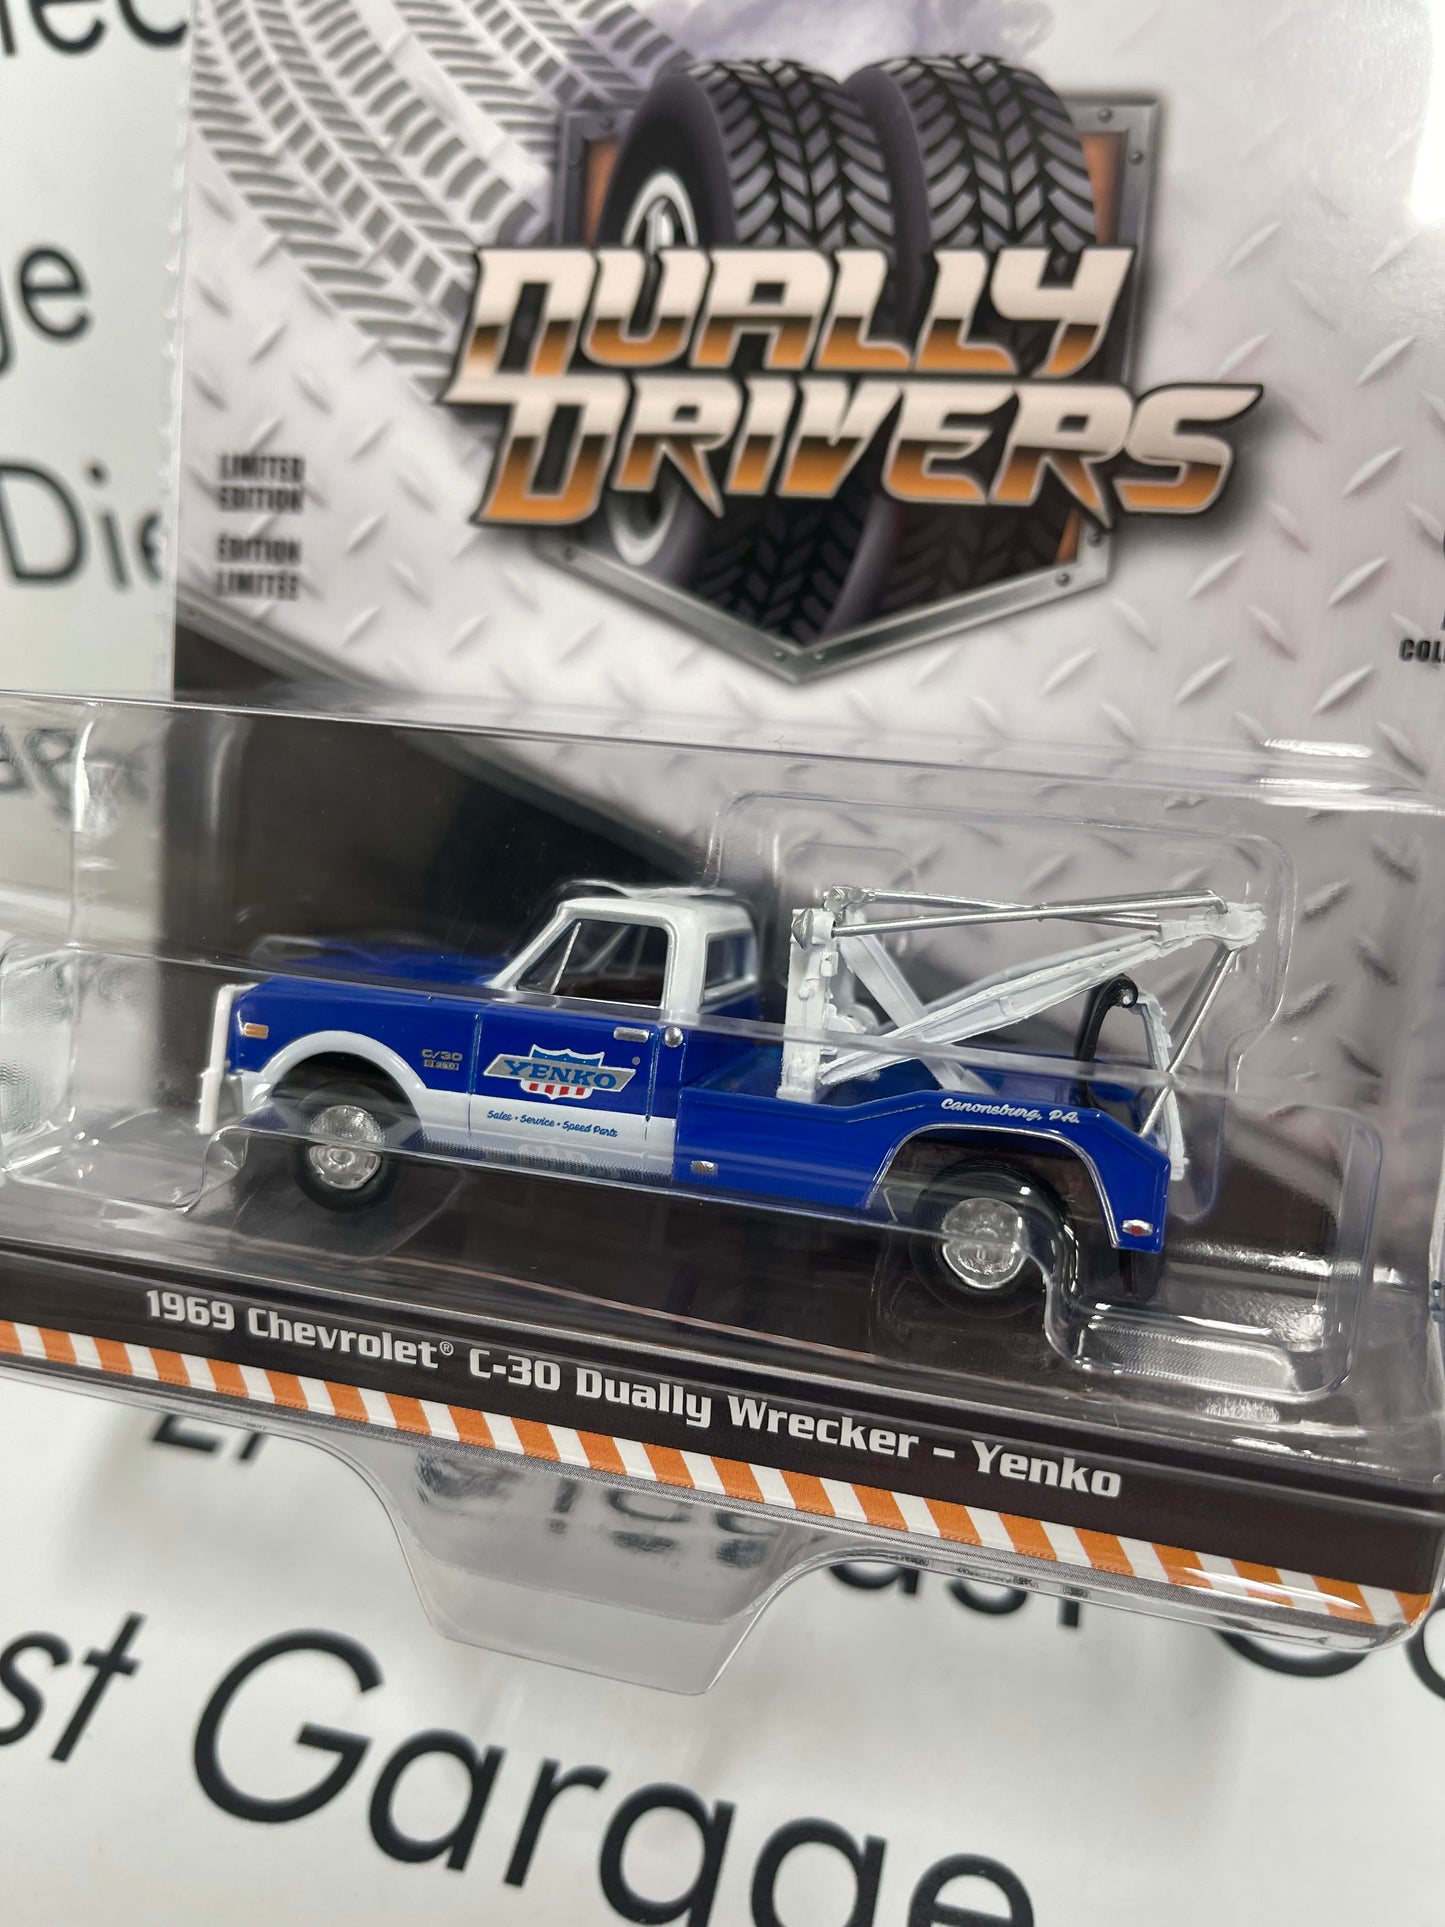 DUALLY
DRIVERS
LIMITED
EDITION
ÉDITION
LIMITÉE
C/30
YENKO
®
Sales • Service • Speed Parts
Canonsburg, PA.
1969 Chevrolet® C-30 Dually Wrecker - Yenko
st Garage